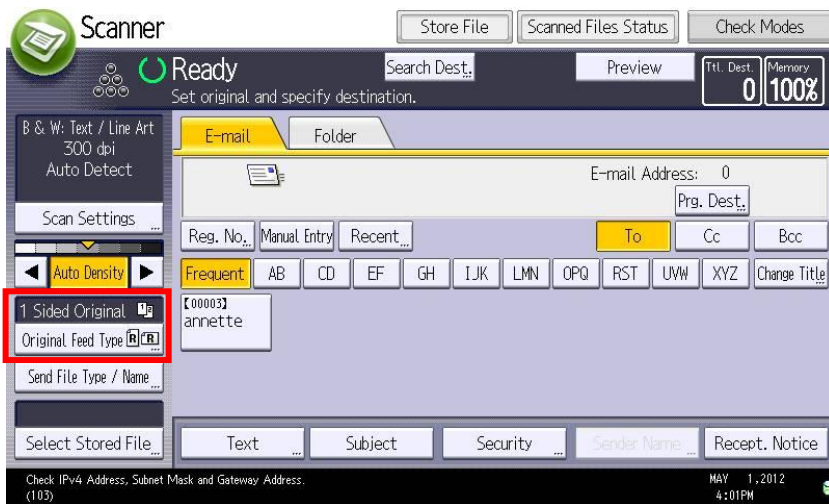 Scanner
Store File
Scanned Files Status
Check Modes
Ready
Search Dest.
Preview
Ttl. Dest.
0
Memory
100%
Set original and specify destination.
B & W: Text / Line Art
300 dpi
Auto Detect
Scan Settings
Auto Density
1 Sided Original
Original Feed Type
Send File Type / Name
Select Stored File
E-mail
Folder
E-mail Address: 0
Prg. Dest.
Reg. No.
Manual Entry
Recent
To
Cc
Bcc
Frequent
AB
CD
EF
GH
IJK
LMN
OPQ
RST
UVW
XYZ
Change Title
【00003】
annette
Text
Subject
Security
Sender Name
Recept. Notice
Check IPv4 Address, Subnet Mask and Gateway Address.
(103)
MAY 1,2012
4:01PM